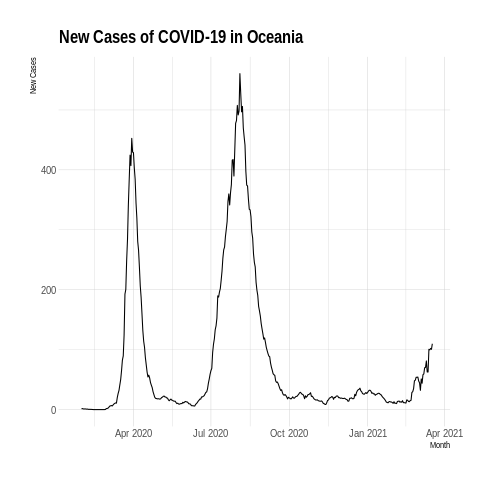 New Cases of COVID-19 in Oceania
New Cases
400
200
0
Apr 2020 Jul 2020 Oct 2020 Jan 2021 Apr 2021
Month